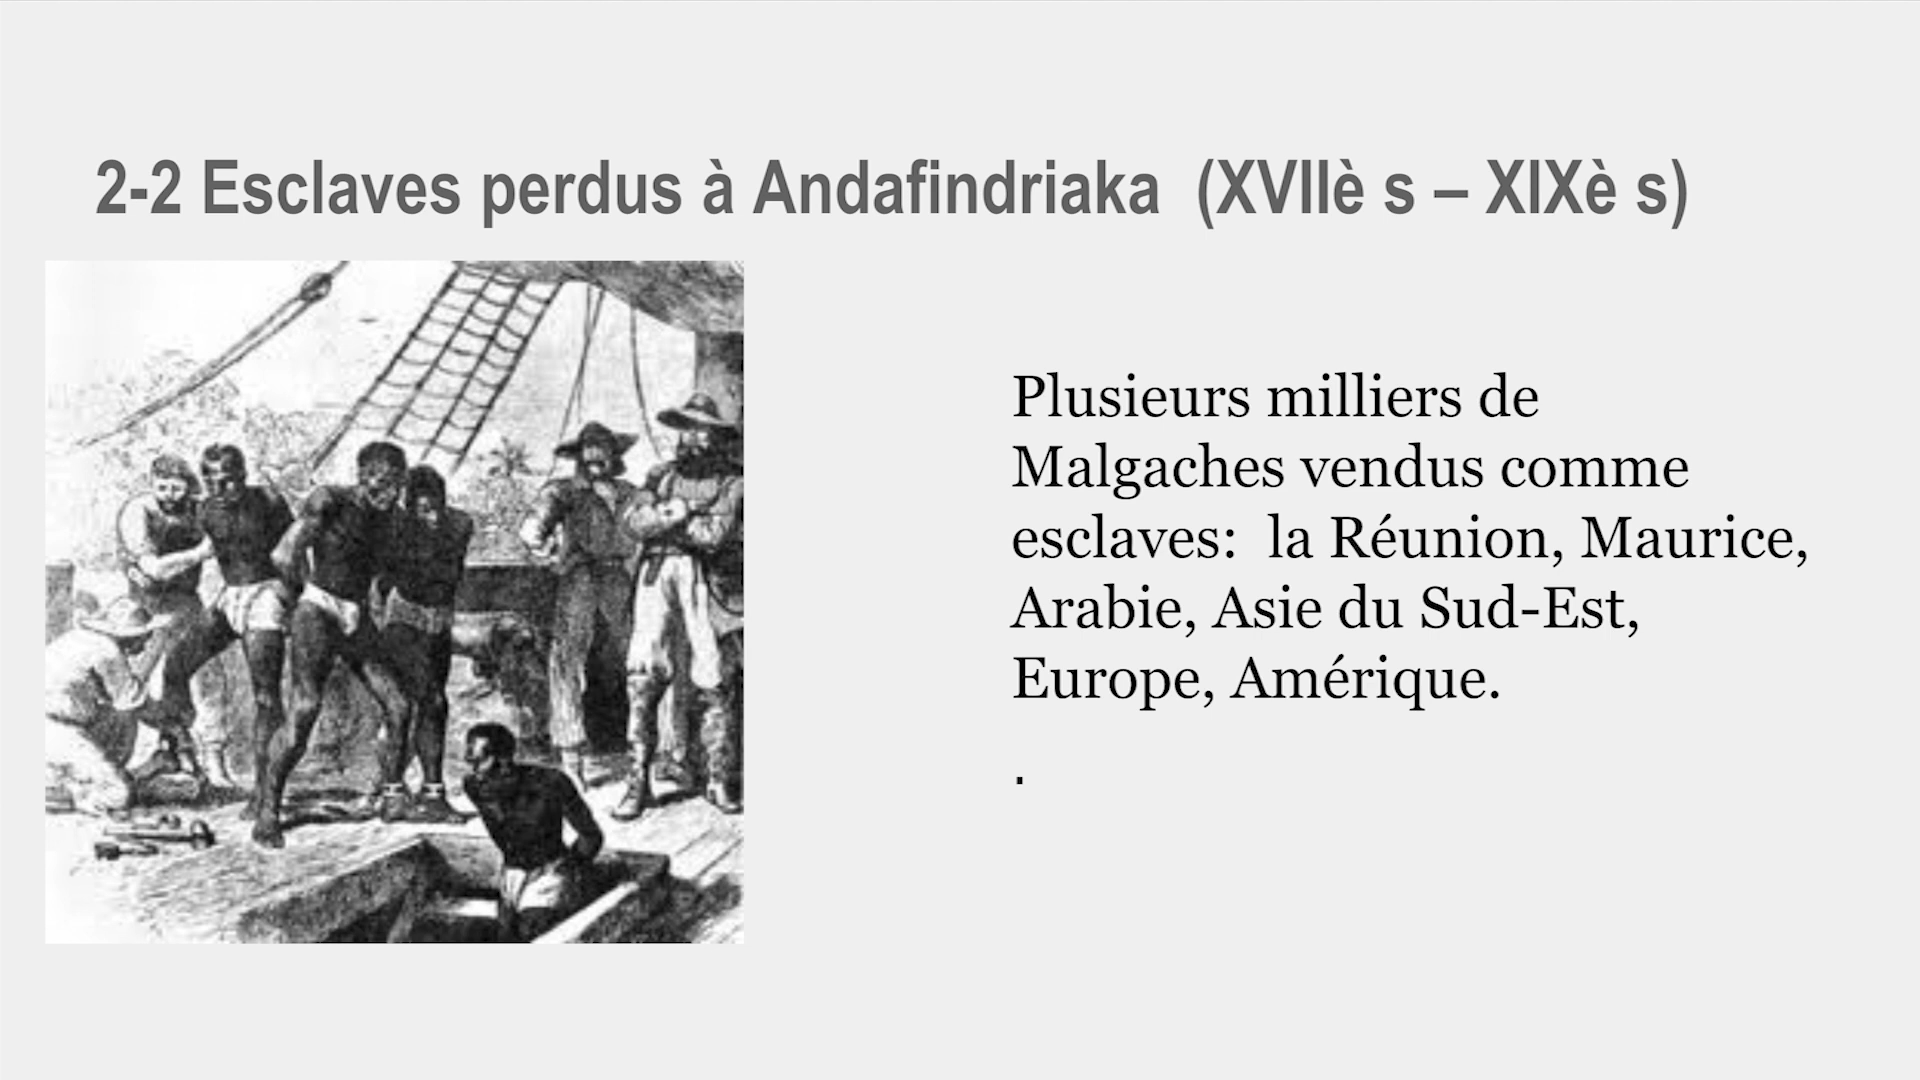 2-2 Esclaves perdus à Andafindriaka (XVIIè s – XIXè s)
Plusieurs milliers de
Malgaches vendus comme
esclaves: la Réunion, Maurice,
Arabie, Asie du Sud-Est,
Europe, Amérique.
.